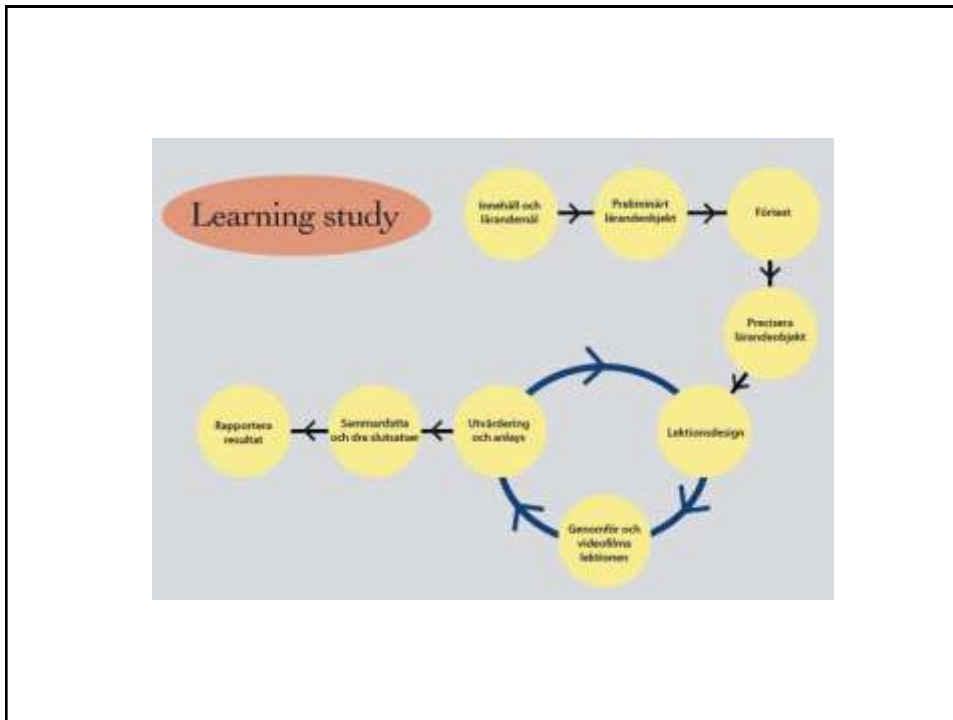 Learning study
Innehåll och
lärandemål
Preliminärt
lärandeobjekt
Förtest
Precisera
lärandeobjekt
Lektionsdesign
Genomför och
videofilma
lektionen
Utvärdering
och anlays
Sammanfatta
och dra slutsatser
Rapportera
resultat